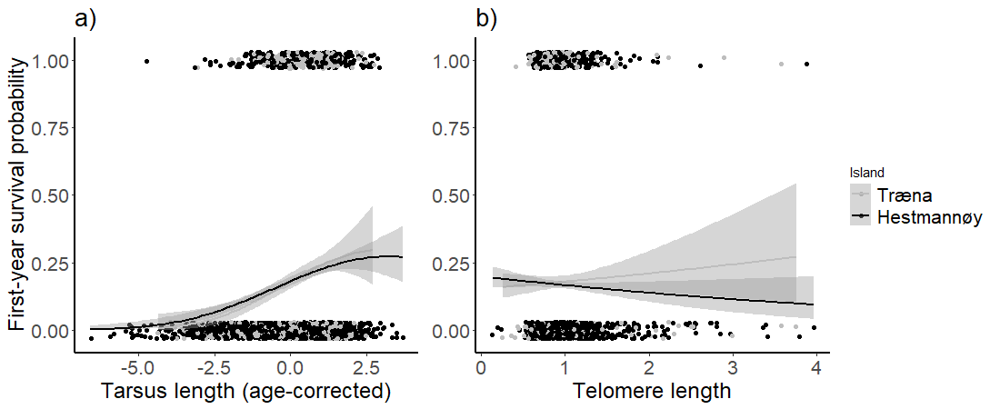 a)
b)
First-year survival probability
1.00
0.75
0.50
0.25
0.00
-5.0 -2.5 0.0 2.5
Tarsus length (age-corrected)
1.00
0.75
0.50
0.25
0.00
0 1 2 3 4
Telomere length
Island
Træna
Hestmannøy